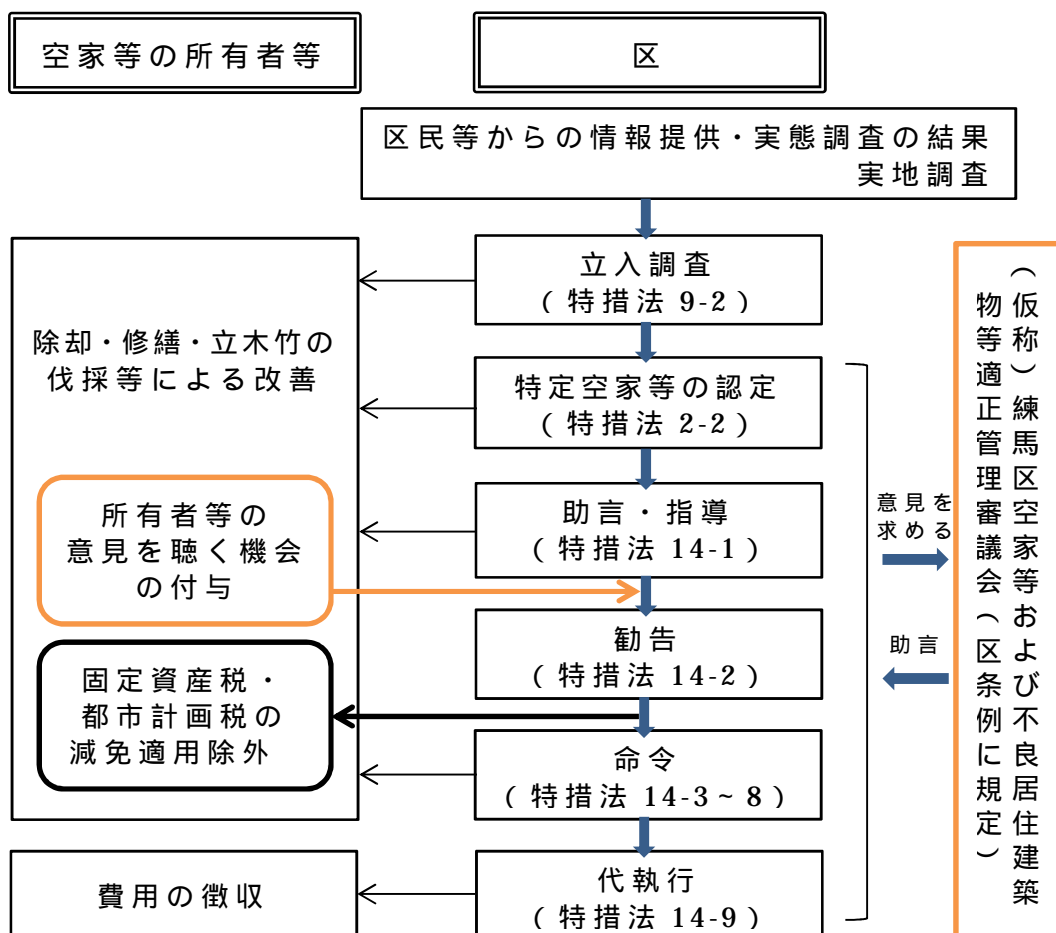 空家等の所有者等
区
区民等からの情報提供・実態調査の結果
実地調査
立入調査
(特措法 9-2)
除却・修繕・立木竹の
伐採等による改善
特定空家等の認定
(特措法 2-2)
所有者等の
意見を聴く機会
の付与
助言・指導
(特措法 14-1)
勧告
(特措法 14-2)
固定資産税・
都市計画税の
減免適用除外
命令
(特措法 14-3~8)
費用の徴収
代執行
(特措法 14-9)
意見を
求める
助言
(仮称)練馬区空家等および不良居住建築
物等適正管理審議会(区条例に規定)